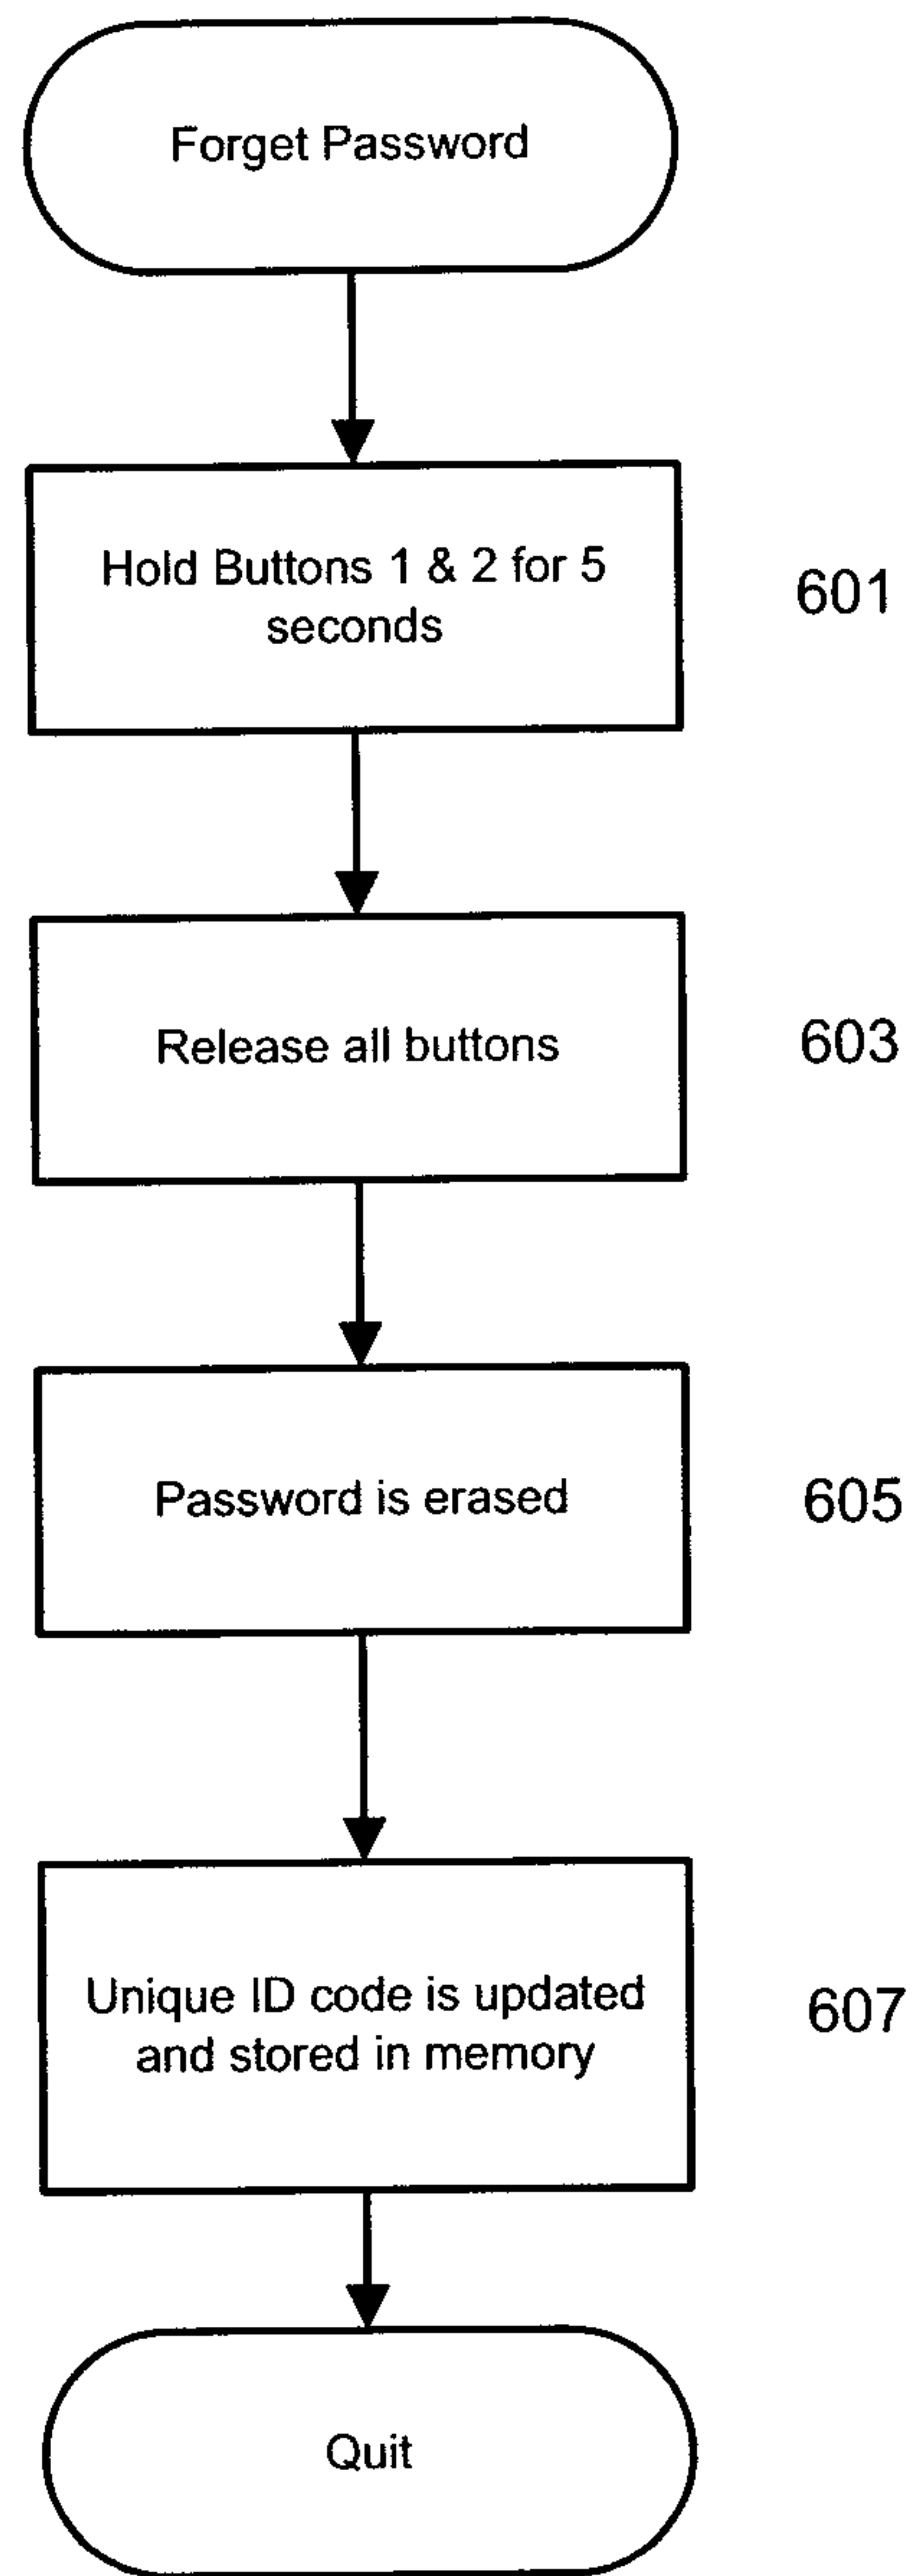 Forget Password
Hold Buttons 1 & 2 for 5
seconds
601
Release all buttons
603
Password is erased
605
Unique ID code is updated
and stored in memory
607
Quit